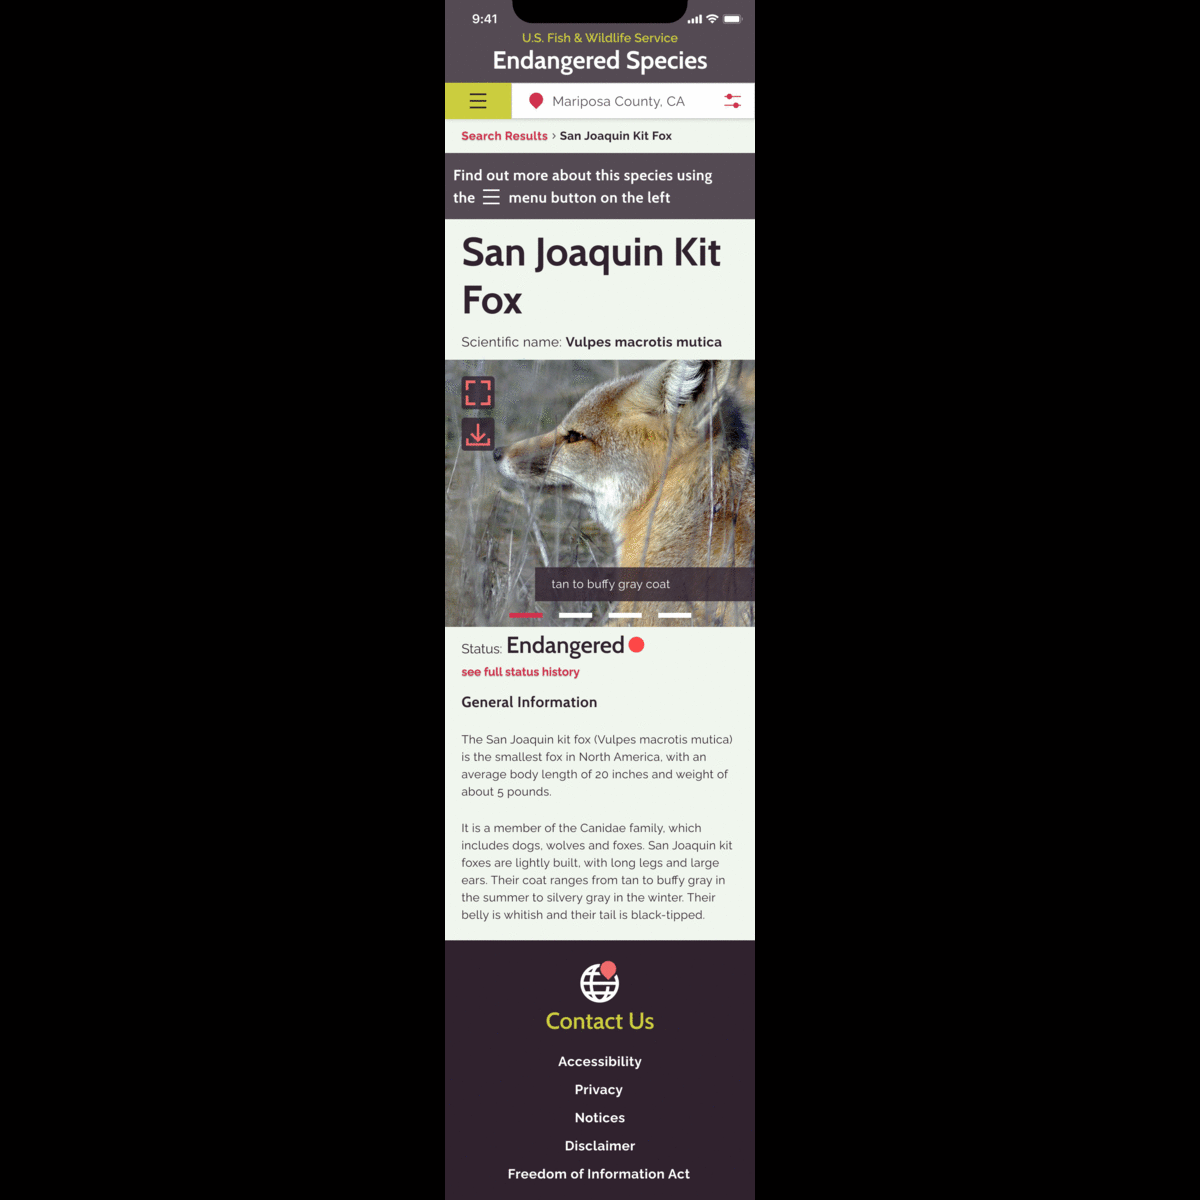 9:41
U.S. Fish & Wildlife Service
Endangered Species
Mariposa County, CA
Search Results › San Joaquin Kit Fox
Find out more about this species using
the menu button on the left
San Joaquin Kit
Fox
Scientific name: Vulpes macrotis mutica
tan to buffy gray coat
Status: Endangered
see full status history
General Information
The San Joaquin kit fox (Vulpes macrotis mutica)
is the smallest fox in North America, with an
average body length of 20 inches and weight of
about 5 pounds.
It is a member of the Canidae family, which
includes dogs, wolves and foxes. San Joaquin kit
foxes are lightly built, with long legs and large
ears. Their coat ranges from tan to buffy gray in
the summer to silvery gray in the winter. Their
belly is whitish and their tail is black-tipped.
Contact Us
Accessibility
Privacy
Notices
Disclaimer
Freedom of Information Act